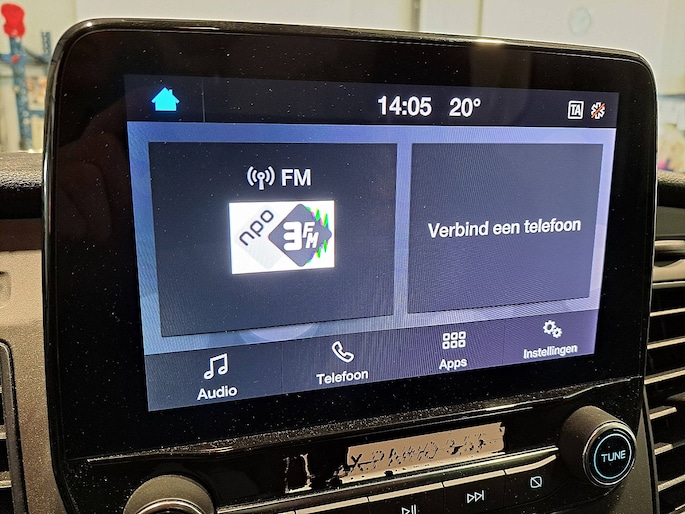 14:05 20° TA
FM
npo
3FM
Verbind een telefoon
Audio
Telefoon
Apps
Instellingen
TUNE